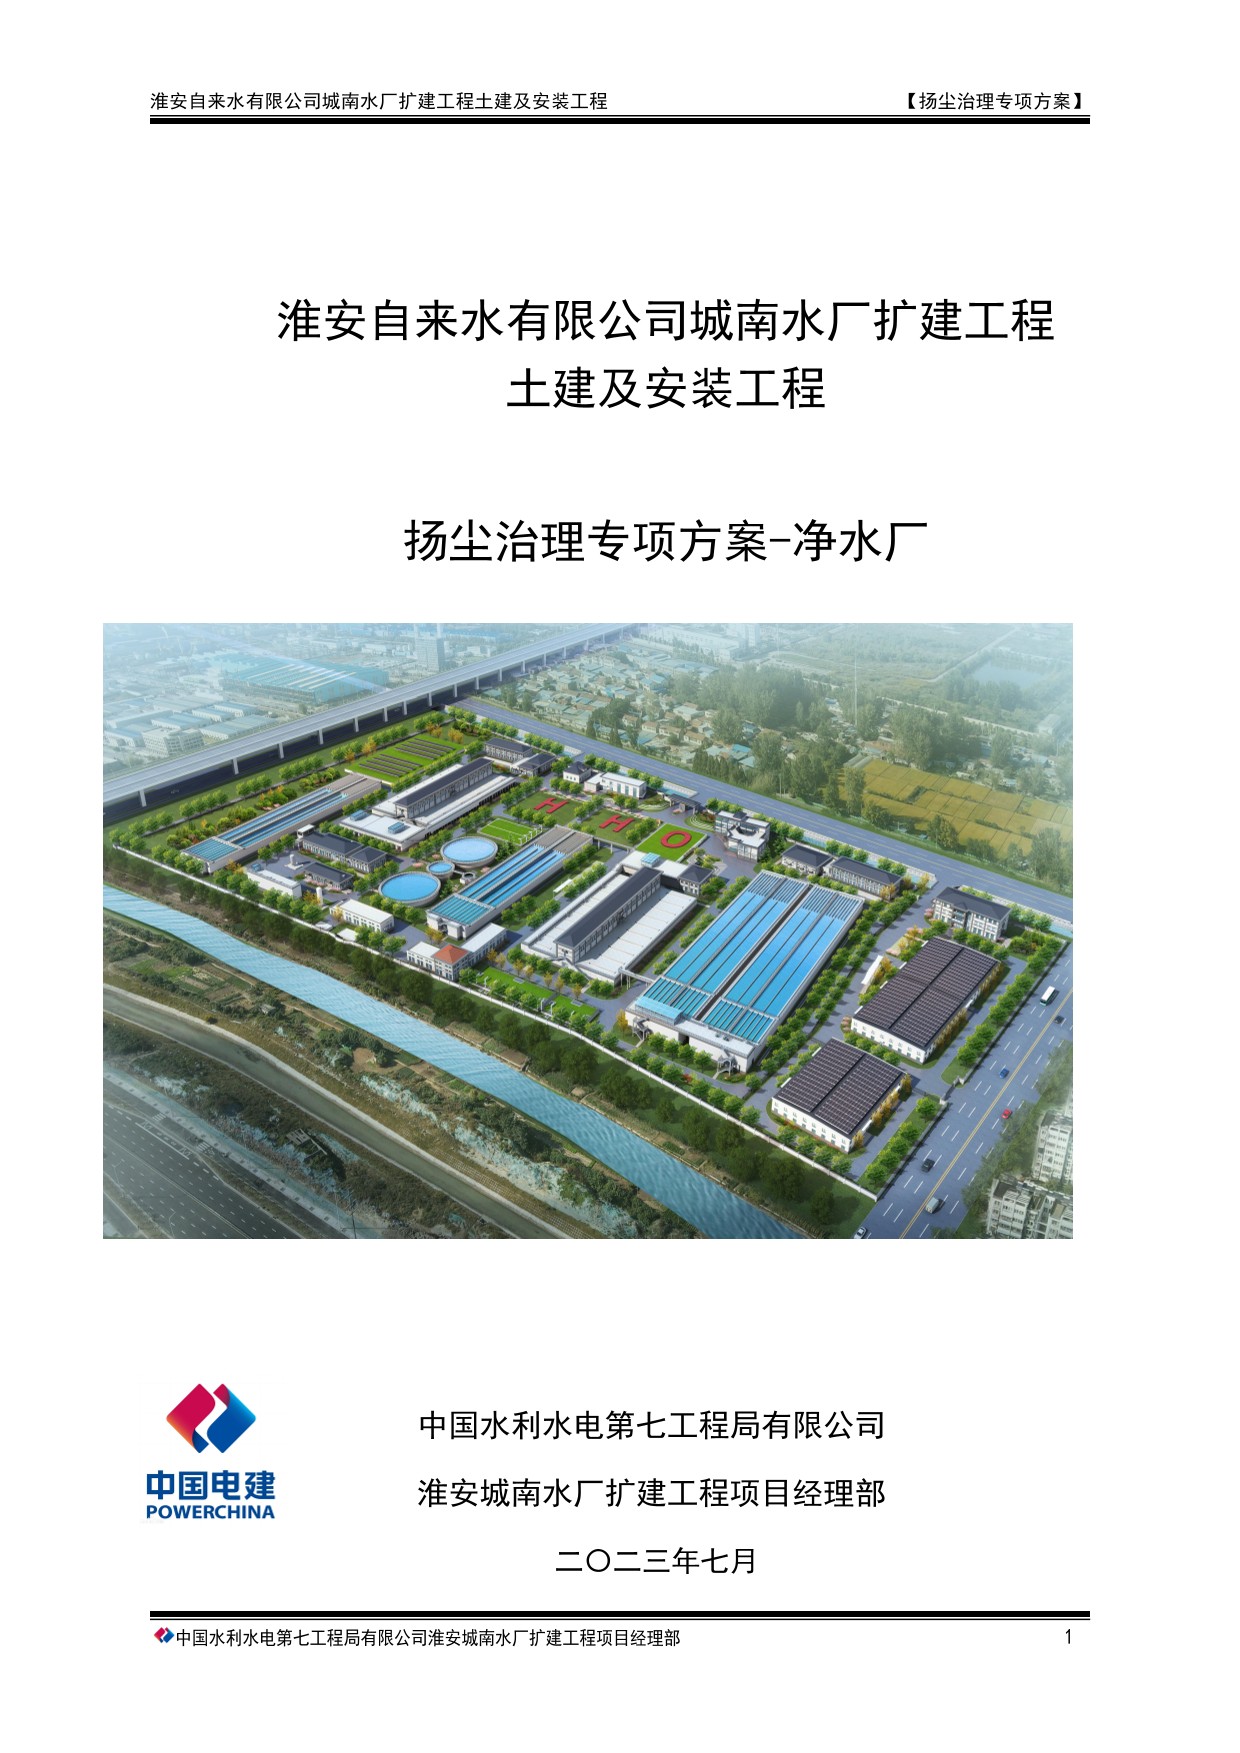 淮安自来水有限公司城南水厂扩建工程土建及安装工程 【扬尘治理专项方案】
淮安自来水有限公司城南水厂扩建工程
土建及安装工程
扬尘治理专项方案-净水厂
H H O
中国水利水电第七工程局有限公司
淮安城南水厂扩建工程项目经理部
二〇二三年七月
中国电建
POWERCHINA
中国水利水电第七工程局有限公司淮安城南水厂扩建工程项目经理部 1